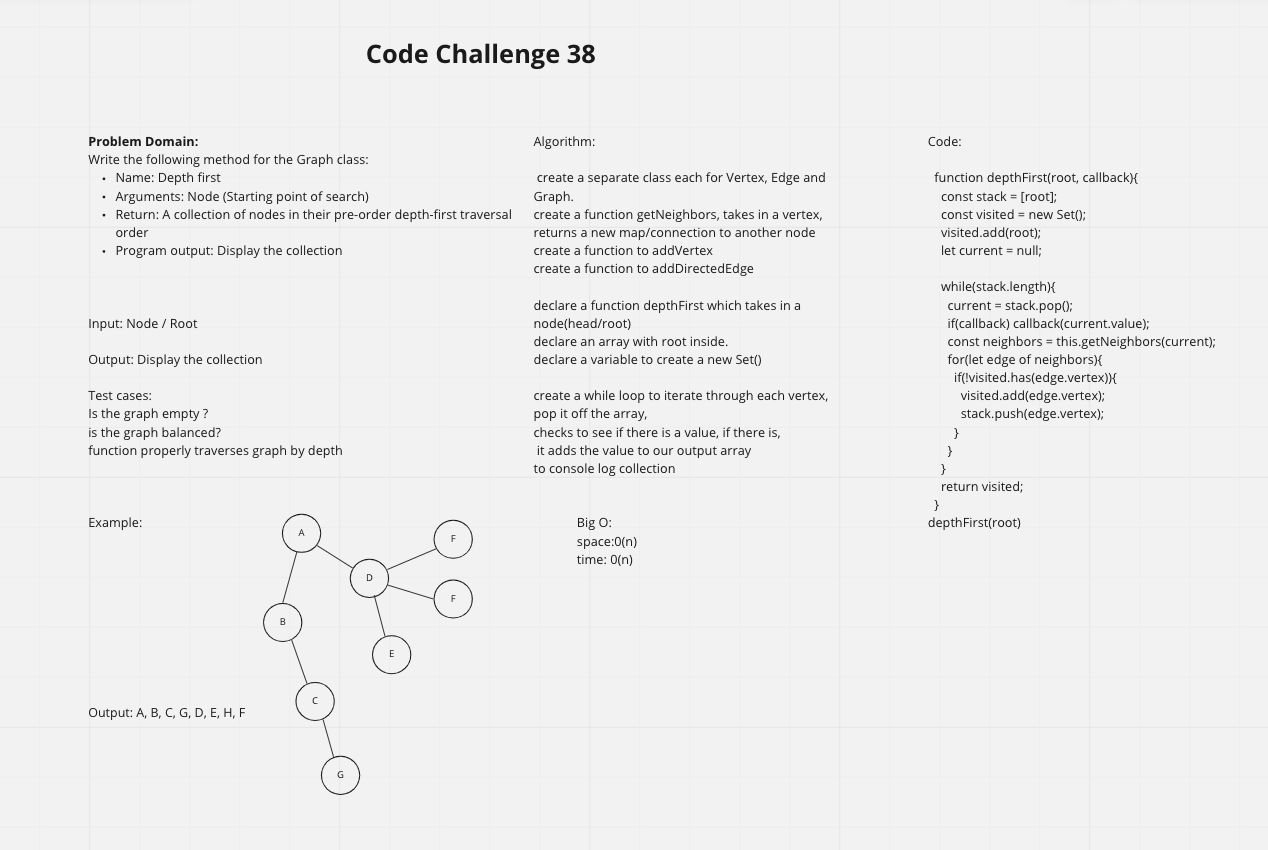 Code Challenge 38
Problem Domain:
Write the following method for the Graph class:
• Name: Depth first
• Arguments: Node (Starting point of search)
• Return: A collection of nodes in their pre-order depth-first traversal
order
• Program output: Display the collection
Input: Node / Root
Output: Display the collection
Test cases:
Is the graph empty ?
is the graph balanced?
function properly traverses graph by depth
Example:
A
F
D
F
B
E
C
Output: A, B, C, G, D, E, H, F
G
Algorithm:
create a separate class each for Vertex, Edge and
Graph.
create a function getNeighbors, takes in a vertex,
returns a new map/connection to another node
create a function to addVertex
create a function to addDirectedEdge
declare a function depthFirst which takes in a
node(head/root)
declare an array with root inside.
declare a variable to create a new Set()
create a while loop to iterate through each vertex,
pop it off the array,
checks to see if there is a value, if there is,
it adds the value to our output array
to console log collection
Big O:
space:0(n)
time: 0(n)
Code:
function depthFirst(root, callback){
const stack = [root];
const visited = new Set();
visited.add(root);
let current = null;
while(stack.length){
current = stack.pop();
if(callback) callback(current.value);
const neighbors = this.getNeighbors(current);
for(let edge of neighbors){
if(!visited.has(edge.vertex)){
visited.add(edge.vertex);
stack.push(edge.vertex);
}
}
}
return visited;
}
depthFirst(root)